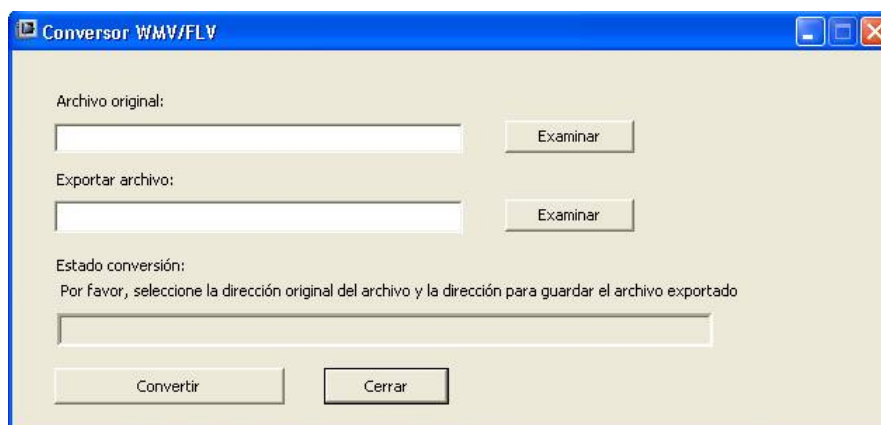 Conversor WMV/FLV
Archivo original:
Examinar
Exportar archivo:
Examinar
Estado conversión:
Por favor, seleccione la dirección original del archivo y la dirección para guardar el archivo exportado
Convertir Cerrar